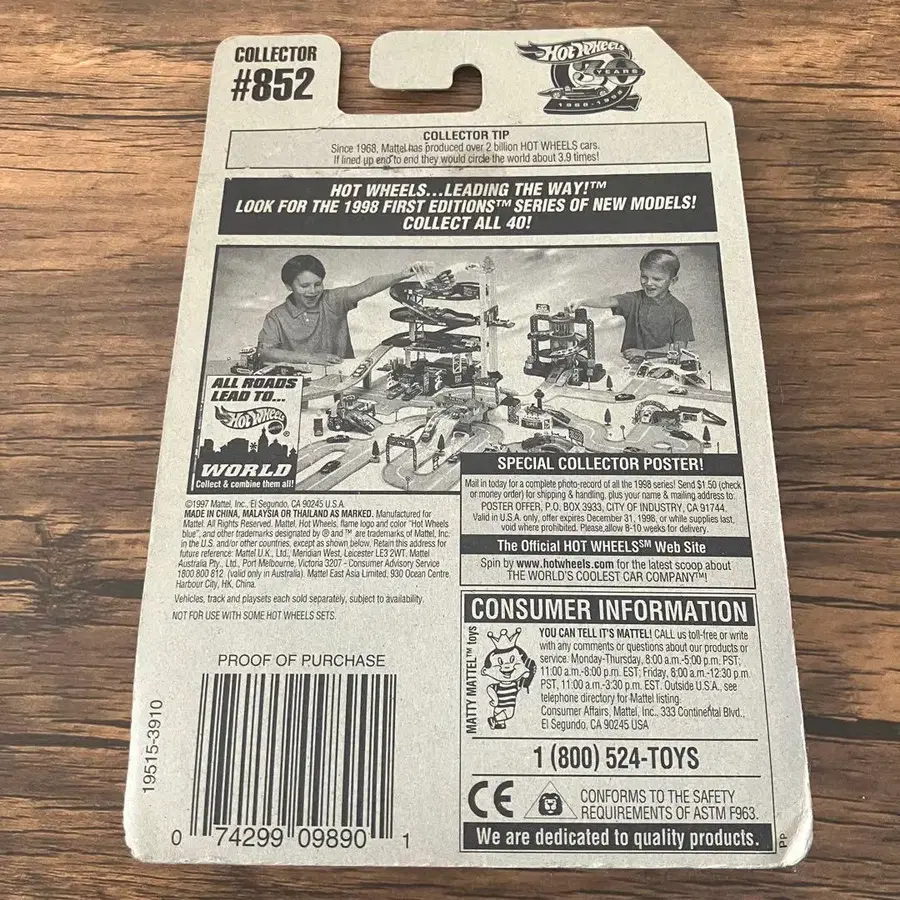 COLLECTOR
#852
HOT WHEELS
30
YEARS
1968-1998
COLLECTOR TIP
Since 1968, Mattel has produced over 2 billion HOT WHEELS cars.
If lined up end to end they would circle the world about 3.9 times!
HOT WHEELS...LEADING THE WAY!™
LOOK FOR THE 1998 FIRST EDITIONS™ SERIES OF NEW MODELS!
COLLECT ALL 40!
ALL ROADS
LEAD TO...
HOT WHEELS
WORLD
Collect & combine them all!
©1997 Mattel, Inc., El Segundo, CA 90245 U.S.A.
MADE IN CHINA, MALAYSIA OR THAILAND AS MARKED. Manufactured for
Mattel. All Rights Reserved. Mattel, Hot Wheels, flame logo and color "Hot Wheels
blue", and other trademarks designated by ® and ™ are trademarks of Mattel, Inc.
in the U.S. and/or other countries, except as shown below. Retain this address for
future reference: Mattel U.K., Ltd., Meridian West, Leicester LE3 2WT. Mattel
Australia Pty., Ltd., Port Melbourne, Victoria 3207 - Consumer Advisory Service
1800 800 812 (valid only in Australia). Mattel East Asia Limited, 930 Ocean Centre,
Harbour City, HK, China.
Vehicles, track and playsets each sold separately, subject to availability.
NOT FOR USE WITH SOME HOT WHEELS SETS.
SPECIAL COLLECTOR POSTER!
Mail in today for a complete photo-record of all the 1998 series! Send $1.50 (check
or money order) for shipping & handling, plus your name & mailing address to:
POSTER OFFER, P.O. BOX 3933, CITY OF INDUSTRY, CA 91744.
Valid in U.S.A. only, offer expires December 31, 1998, or while supplies last,
void where prohibited. Please allow 8-10 weeks for delivery.
The Official HOT WHEELS℠ Web Site
Spin by www.hotwheels.com for the latest scoop about
THE WORLD'S COOLEST CAR COMPANY™!
CONSUMER INFORMATION
MATTY MATTEL™ toys
YOU CAN TELL IT'S MATTEL! CALL us toll-free or write
with any comments or questions about our products or
service. Monday-Thursday, 8:00 a.m.-5:00 p.m. PST;
11:00 a.m.-8:00 p.m. EST; Friday, 8:00 a.m.-12:30 p.m.
PST, 11:00 a.m.-3:30 p.m. EST. Outside U.S.A., see
telephone directory for Mattel listing.
Consumer Affairs, Mattel, Inc., 333 Continental Blvd.,
El Segundo, CA 90245 USA
1 (800) 524-TOYS
CE
CONFORMS TO THE SAFETY
REQUIREMENTS OF ASTM F963.
We are dedicated to quality products.
PP
PROOF OF PURCHASE
19515-3910
0 74299 09890 1